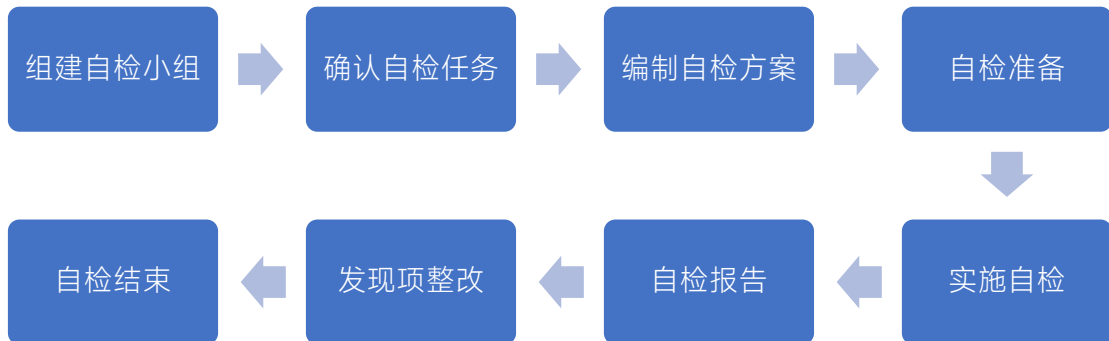 组建自检小组
确认自检任务
编制自检方案
自检准备
实施自检
自检报告
发现项整改
自检结束